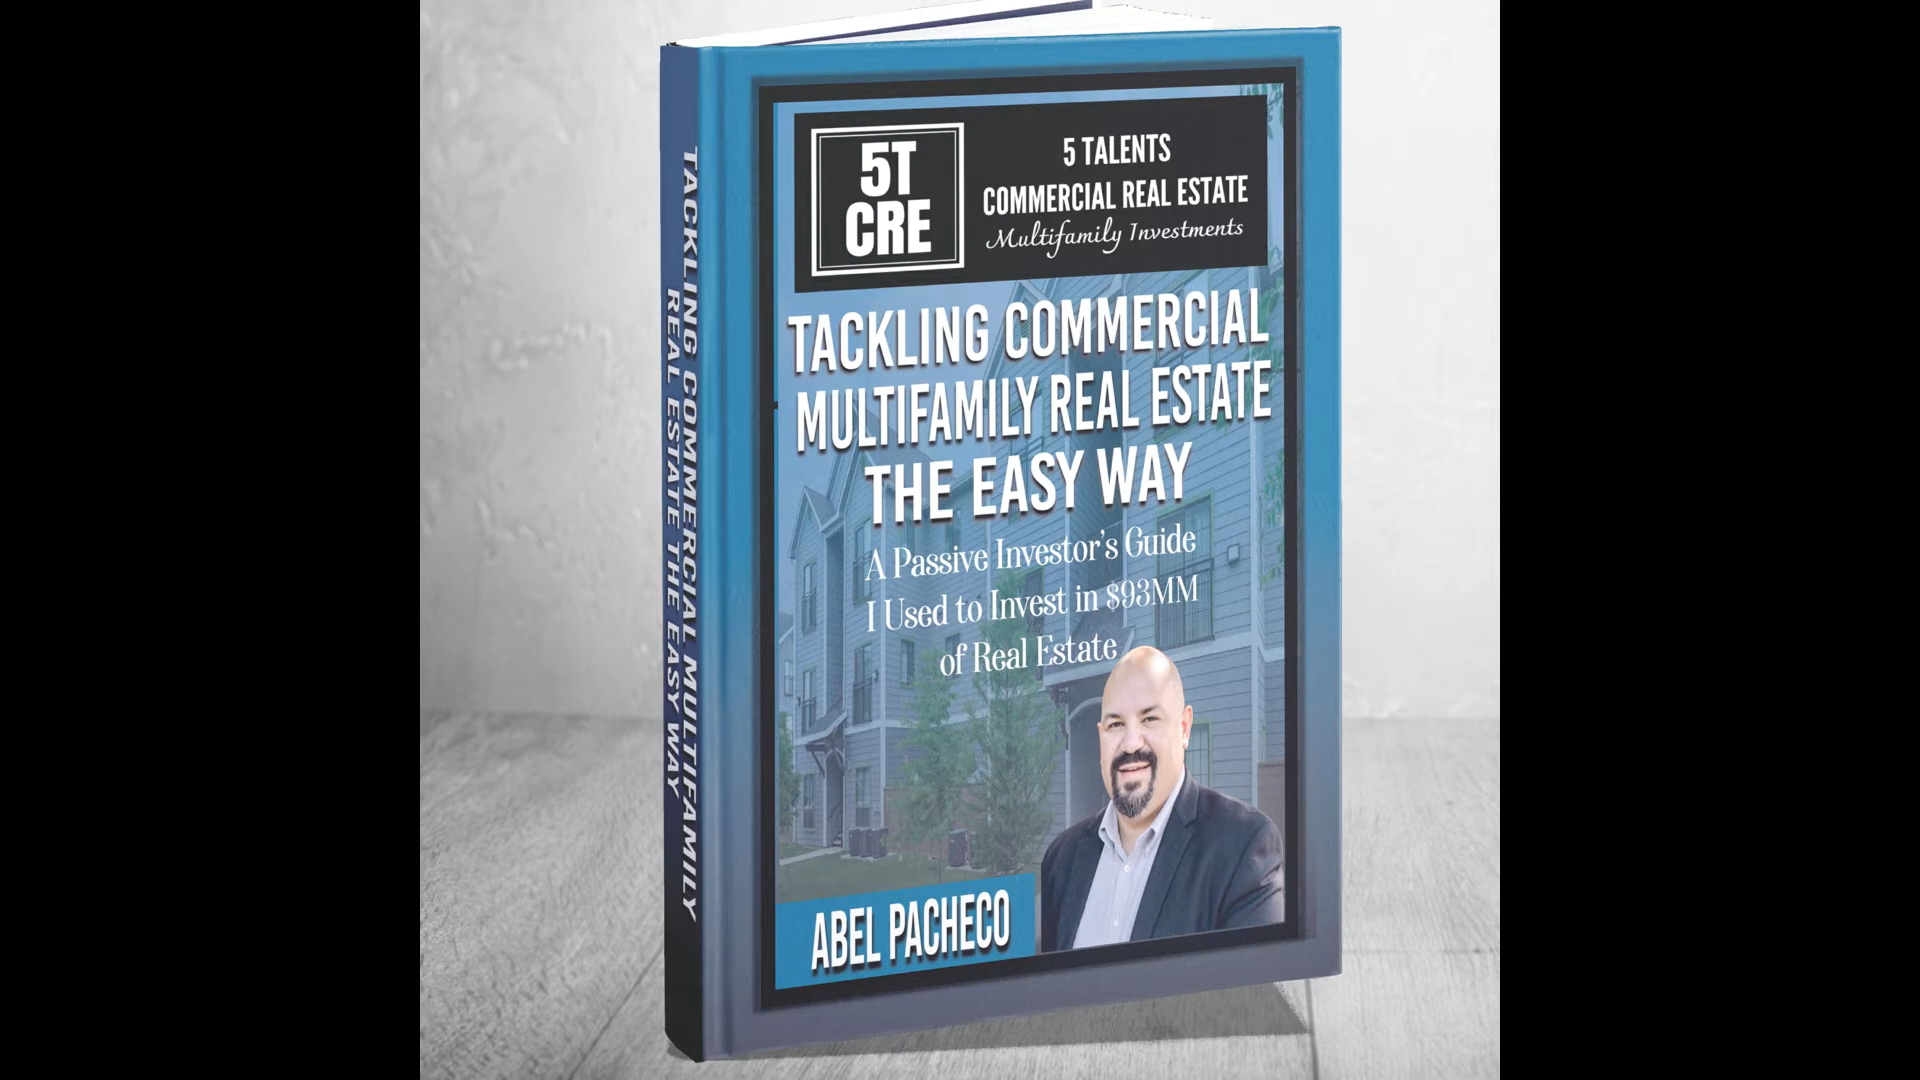 5T
CRE
5 TALENTS
COMMERCIAL REAL ESTATE
Multifamily Investments
TACKLING COMMERCIAL
MULTIFAMILY REAL ESTATE
THE EASY WAY
A Passive Investor's Guide
I Used to Invest in $93MM
of Real Estate
ABEL PACHECO
TACKLING COMMERCIAL MULTIFAMILY
REAL ESTATE THE EASY WAY